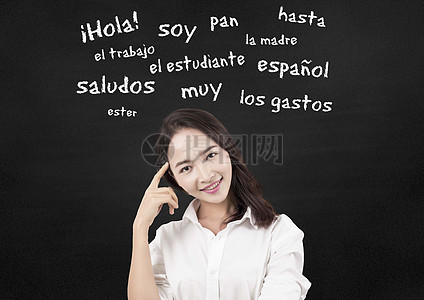 ¡Hola! soy pan hasta
el trabajo la madre
el estudiante español
saludos muy los gastos
ester